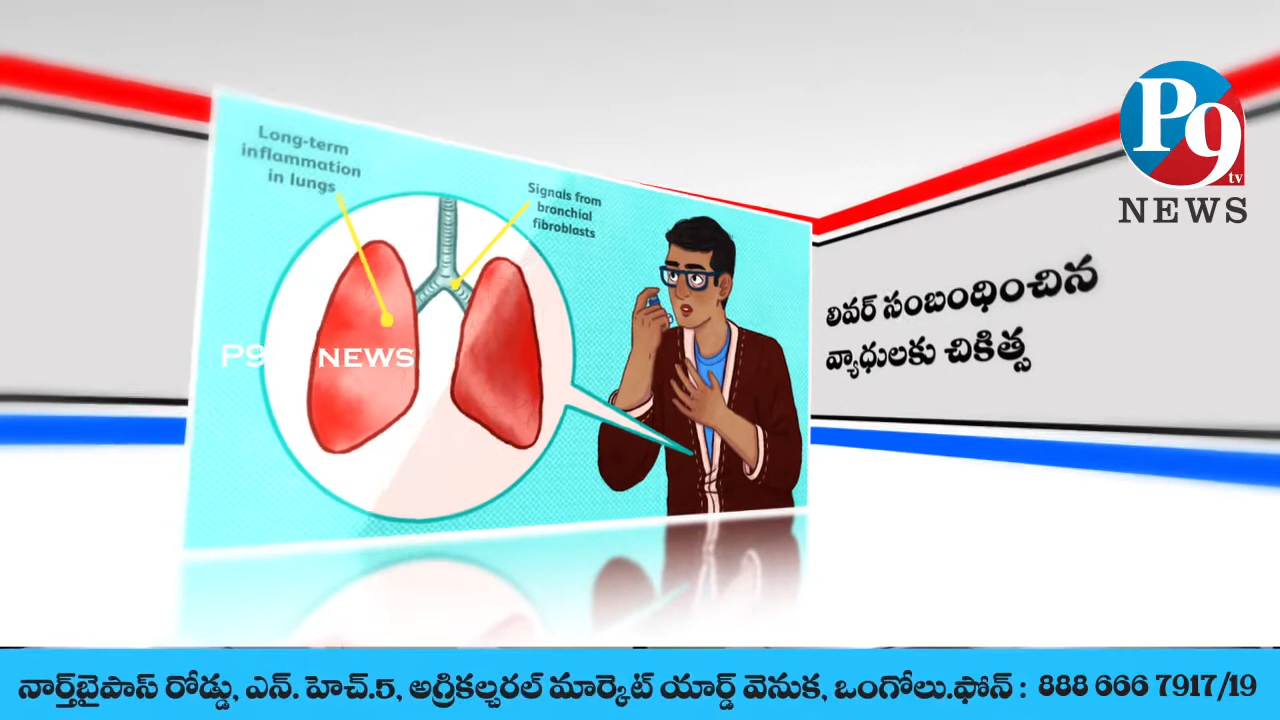 P9
tv
NEWS
Long-term
inflammation
in lungs
Signals from
bronchial
fibroblasts
P9 NEWS
లివర్ సంబంధించిన
వ్యాధులకు చికిత్స
నార్త్‌బైపాస్ రోడ్డు, ఎన్. హెచ్.5, అగ్రికల్చరల్ మార్కెట్ యార్డ్ వెనుక, ఒంగోలు.ఫోన్ : 888 666 7917/19